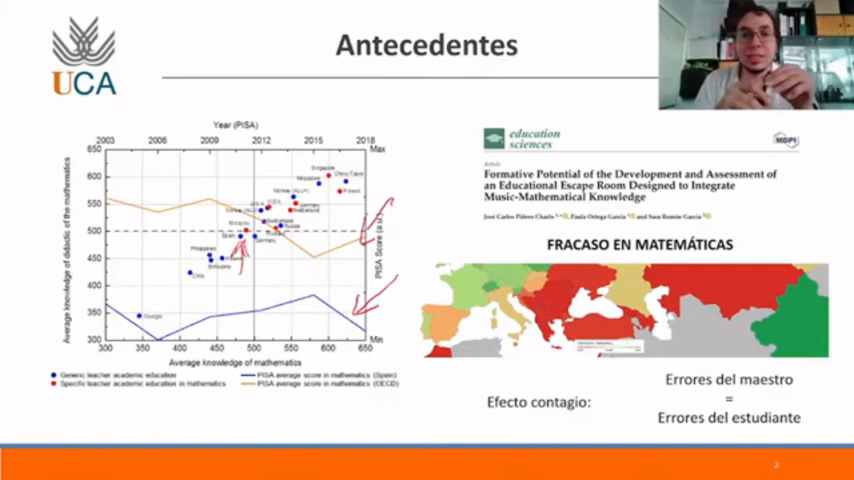 Antecedentes
UCA
Year (PISA)
2003 2006 2009 2012 2015 2018
650 Max
600
550
500
450
400
350
300 Min
300 350 400 450 500 550 600 650
Average knowledge of didactic of the mathematics
PISA Score (a.u.)
Singapore
Philippines
Chile
Botswana
Georgia
Spain
Germany
Malaysia
Switzerland
Russia
Poland
Average knowledge of mathematics
Generic teacher academic education
Specific teacher academic education in mathematics
PISA average score in mathematics (Spain)
PISA average score in mathematics (OECD)
education
sciences
MDPI
Article
Formative Potential of the Development and Assessment of
an Educational Escape Room Designed to Integrate
Music-Mathematical Knowledge
José Carlos Piñero Charlo, Paula Ortega García and Sara Román García
FRACASO EN MATEMÁTICAS
Efecto contagio:
Errores del maestro
=
Errores del estudiante
2